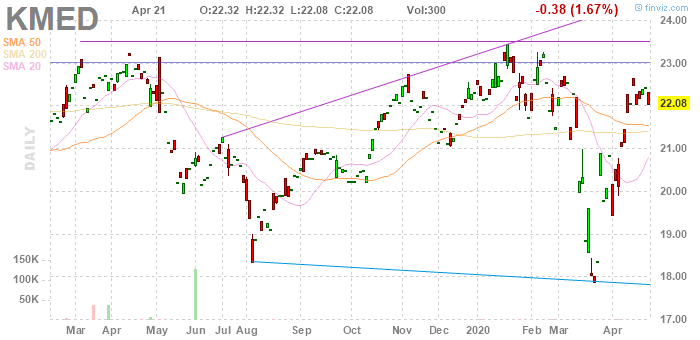 KMED Apr 21 O:22.32 H:22.32 L:22.08 C:22.08 Vol:300 -0.38 (1.67%) © finviz.com
SMA 50
SMA 200
SMA 20
DAILY
24.00
23.00
22.08
21.00
20.00
19.00
18.00
17.00
150K
100K
50K
Mar Apr May Jun Jul Aug Sep Oct Nov Dec 2020 Feb Mar Apr